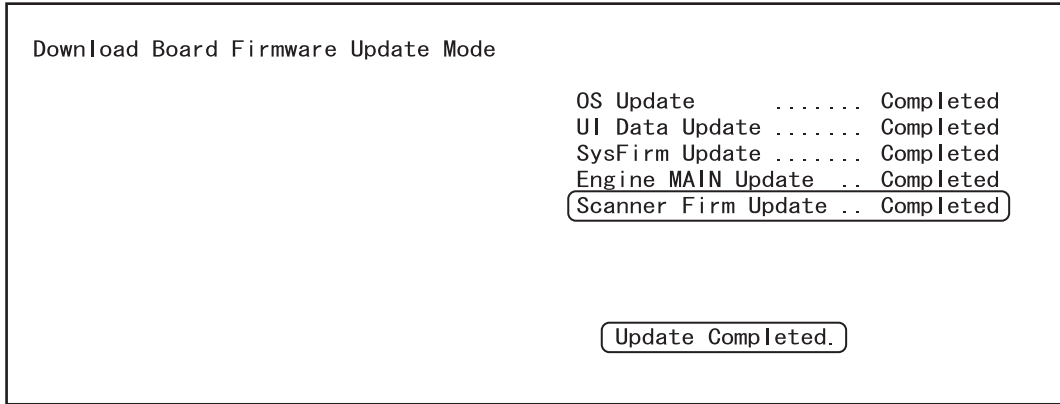 Download Board Firmware Update Mode
OS Update ....... Completed
UI Data Update ....... Completed
SysFirm Update ....... Completed
Engine MAIN Update .. Completed
Scanner Firm Update .. Completed
Update Completed.